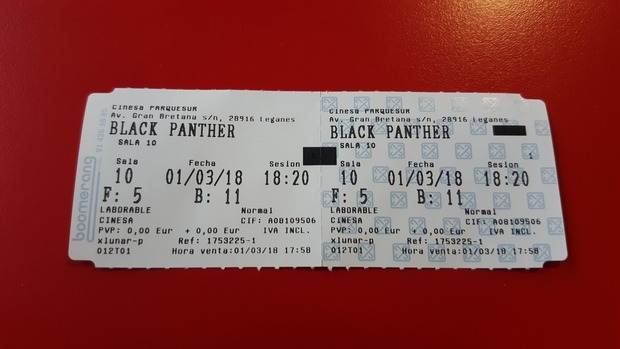 boomerang
Cinesa PARQUESUR
Av. Gran Bretana s/n, 28916 Leganes
BLACK PANTHER
SALA 10
Sala Fecha Sesion
10 01/03/18 18:20
F: 5 B: 11
LABORABLE Normal
CINESA CIF: A08109506
PVP: 0,00 Eur + 0,00 Eur IVA INCL.
xlunar-p Ref: 1753225-1
012T01 Hora venta:01/03/18 17:58
Cinesa PARQUESUR
Av. Gran Bretana s/n, 28916 Leganes
BLACK PANTHER
SALA 10
1
Sala Fecha Sesion
10 01/03/18 18:20
F: 5 B: 11
LABORABLE Normal
CINESA CIF: A08109506
PVP: 0,00 Eur + 0,00 Eur IVA INCL.
xlunar-p Ref: 1753225-1
012T01 Hora venta:01/03/18 17:58